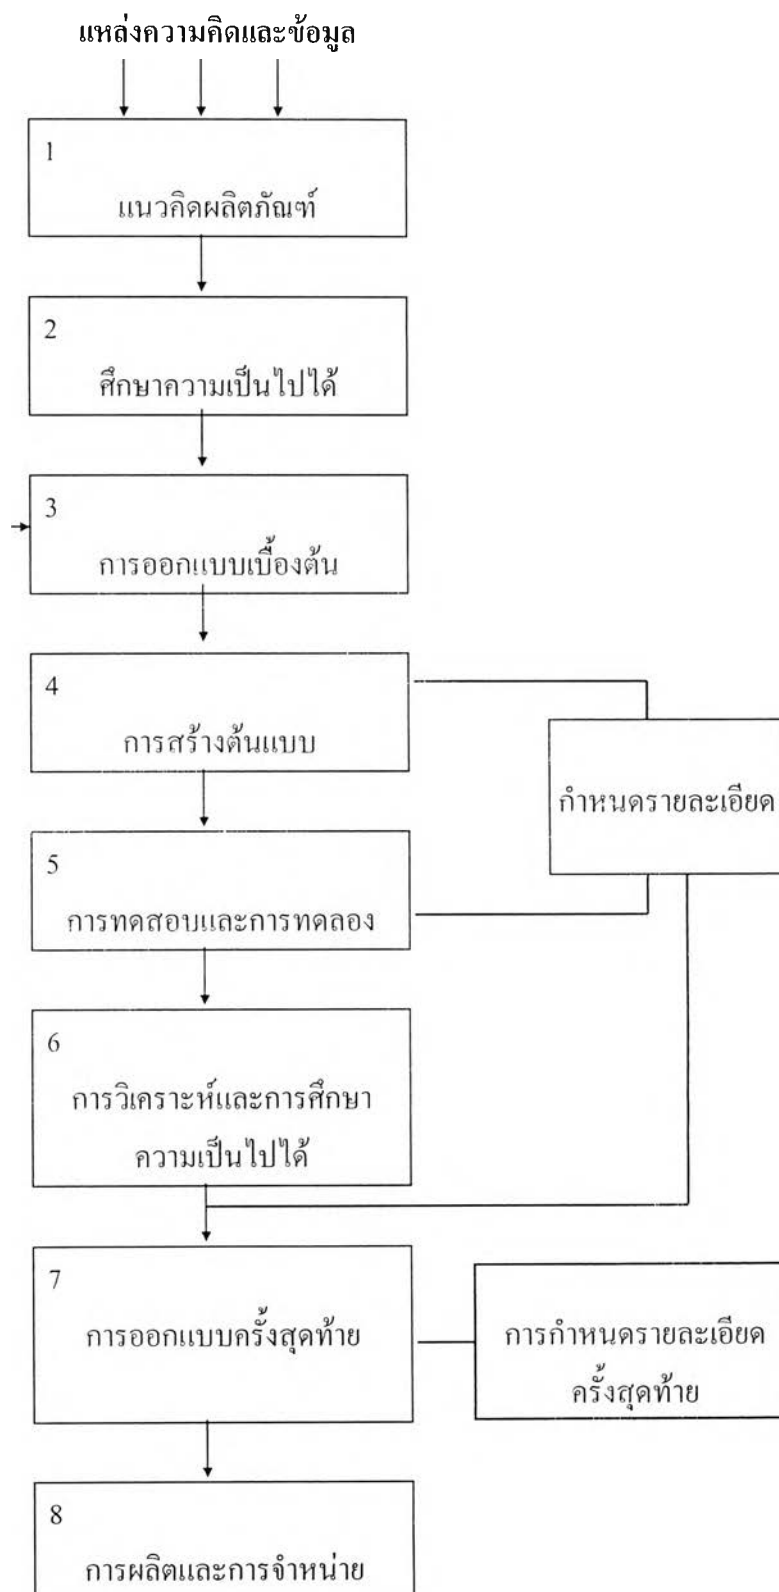 แหล่งความคิดและข้อมูล
1
แนวคิดผลิตภัณฑ์
2
ศึกษาความเป็นไปได้
3
การออกแบบเบื้องต้น
4
การสร้างต้นแบบ
กำหนดรายละเอียด
5
การทดสอบและการทดลอง
6
การวิเคราะห์และการศึกษา
ความเป็นไปได้
7
การออกแบบครั้งสุดท้าย
การกำหนดรายละเอียด
ครั้งสุดท้าย
8
การผลิตและการจำหน่าย